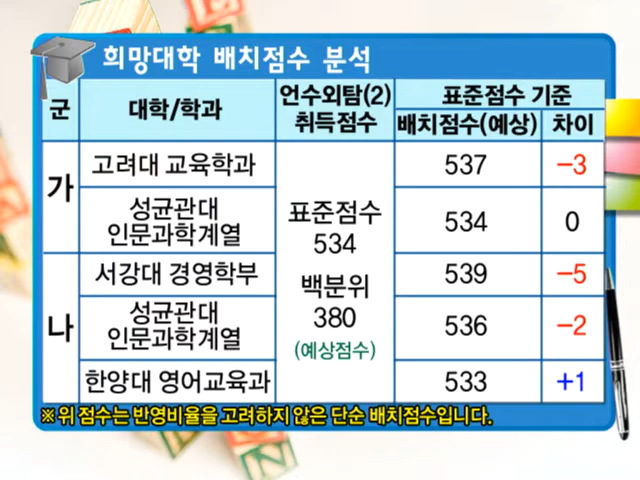 희망대학 배치점수 분석
군
대학/학과
언수외탐(2)
취득점수
표준점수 기준
배치점수(예상)
차이
가
고려대 교육학과
537
-3
성균관대
인문과학계열
534
0
표준점수
534
백분위
380
(예상점수)
나
서강대 경영학부
539
-5
성균관대
인문과학계열
536
-2
한양대 영어교육과
533
+1
※ 위 점수는 반영비율을 고려하지 않은 단순 배치점수입니다.